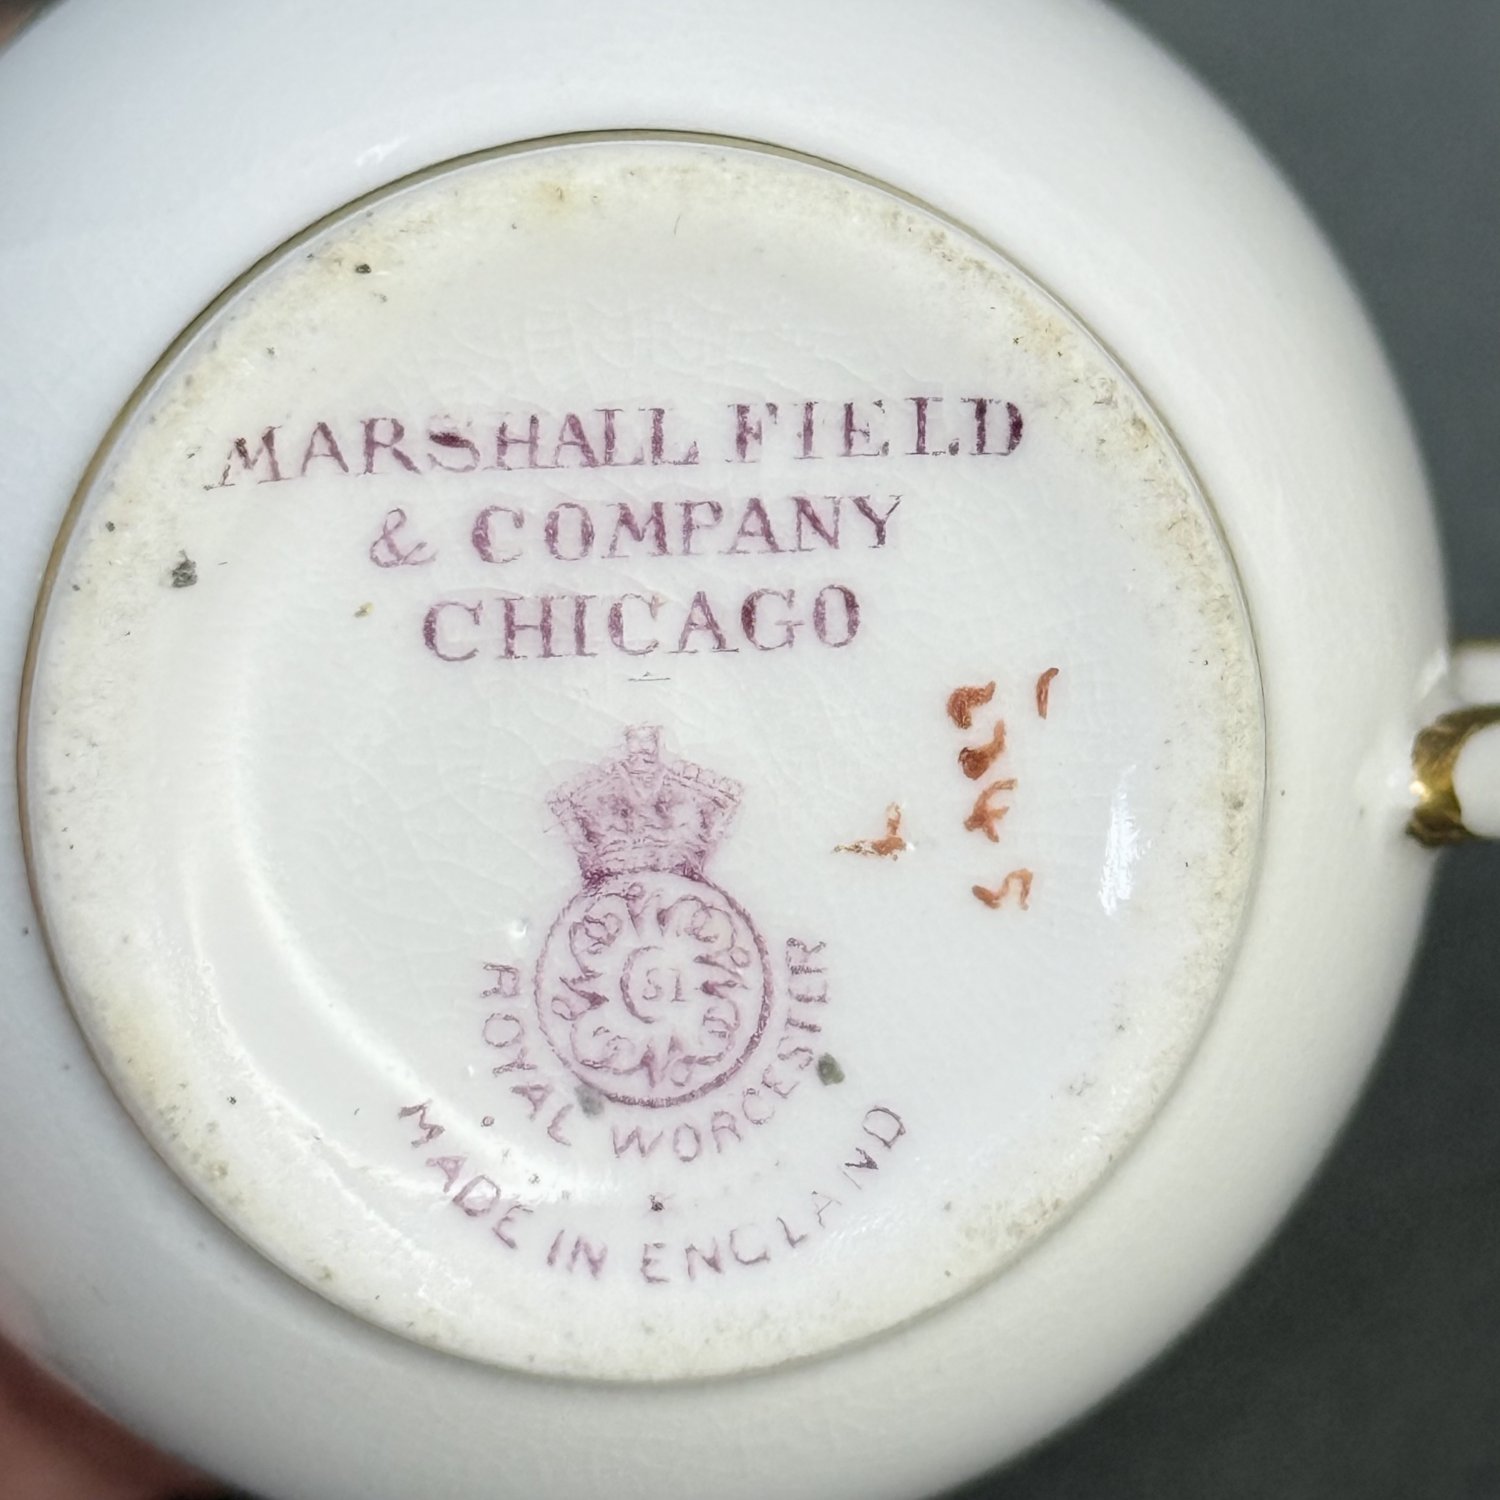 MARSHALL FIELD
& COMPANY
CHICAGO
51
ROYAL WORCESTER
MADE IN ENGLAND